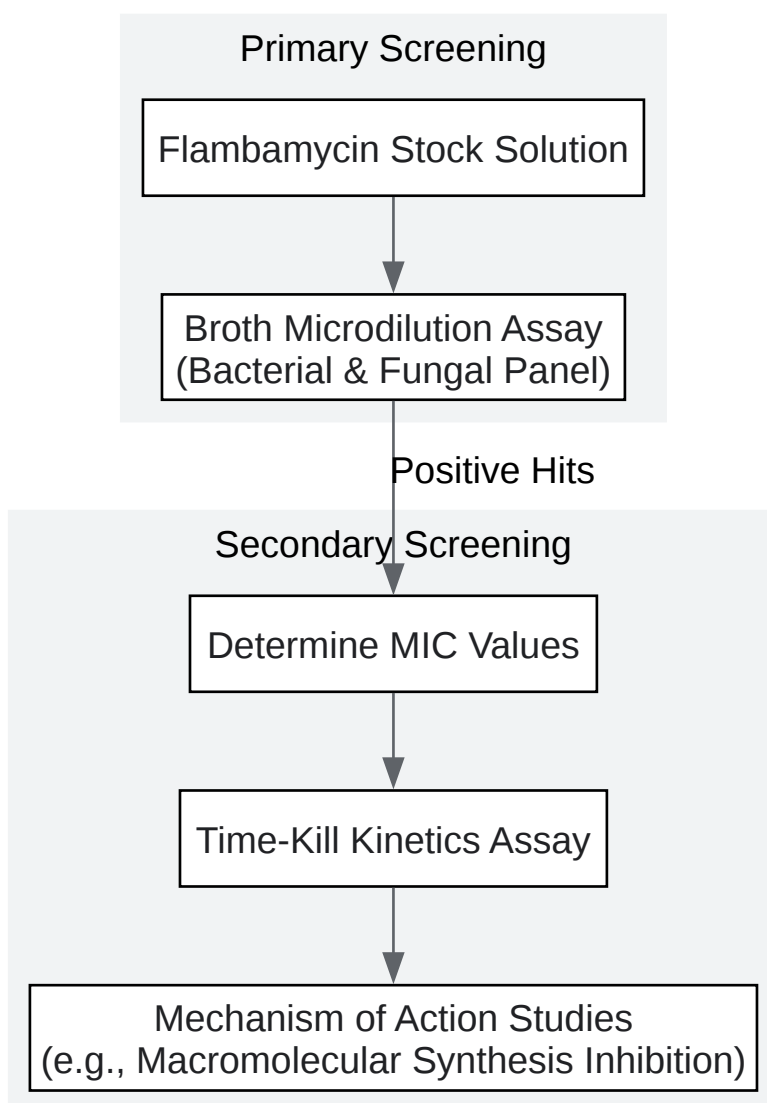 Primary Screening
Flambamycin Stock Solution
Broth Microdilution Assay
(Bacterial & Fungal Panel)
Positive Hits
Secondary Screening
Determine MIC Values
Time-Kill Kinetics Assay
Mechanism of Action Studies
(e.g., Macromolecular Synthesis Inhibition)